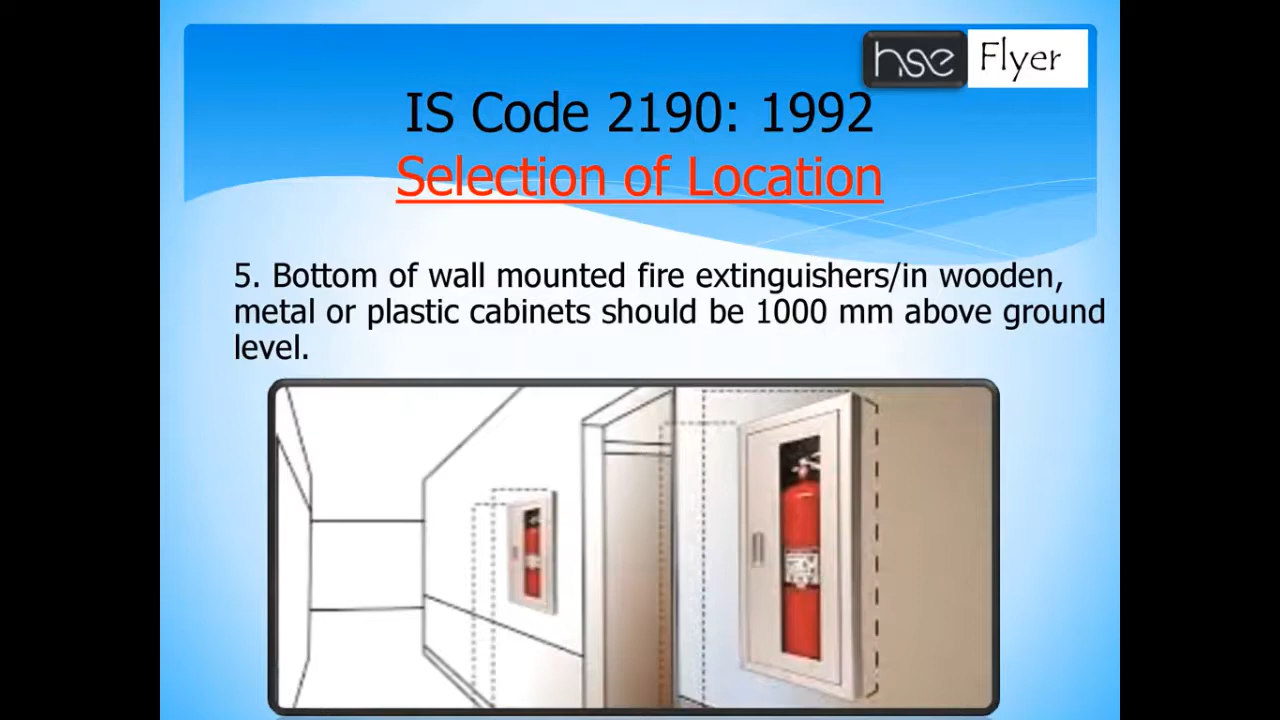 hse Flyer
IS Code 2190: 1992
Selection of Location
5. Bottom of wall mounted fire extinguishers/in wooden,
metal or plastic cabinets should be 1000 mm above ground
level.